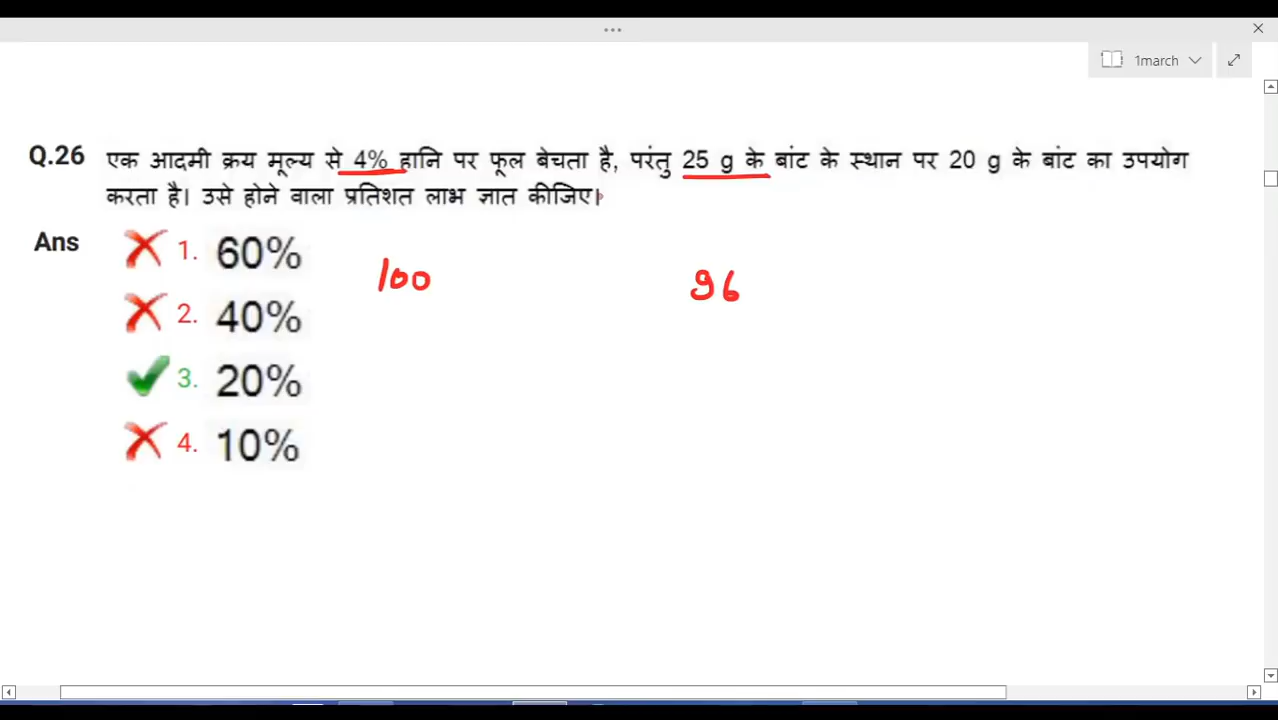 1march
Q.26 एक आदमी क्रय मूल्य से 4% हानि पर फूल बेचता है, परंतु 25 g के बांट के स्थान पर 20 g के बांट का उपयोग
करता है। उसे होने वाला प्रतिशत लाभ ज्ञात कीजिए।
Ans
1. 60%
100 96
2. 40%
3. 20%
4. 10%